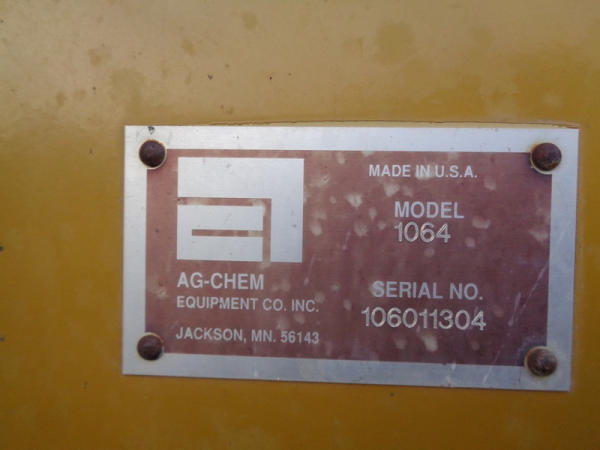 MADE IN U.S.A.
MODEL
1064
AG-CHEM
EQUIPMENT CO. INC.
JACKSON, MN. 56143
SERIAL NO.
106011304